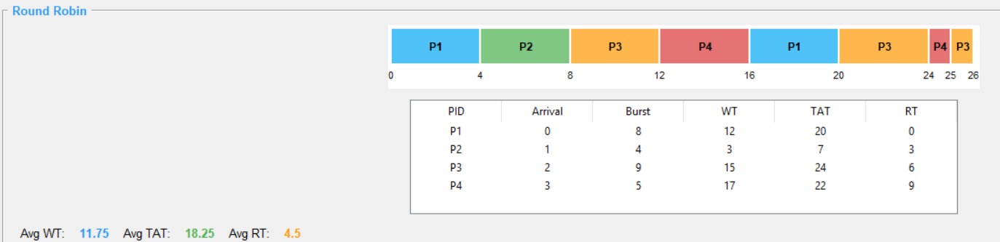 Round Robin
P1 P2 P3 P4 P1 P3 P4 P3
0 4 8 12 16 20 24 25 26
PID Arrival Burst WT TAT RT
P1 0 8 12 20 0
P2 1 4 3 7 3
P3 2 9 15 24 6
P4 3 5 17 22 9
Avg WT: 11.75 Avg TAT: 18.25 Avg RT: 4.5